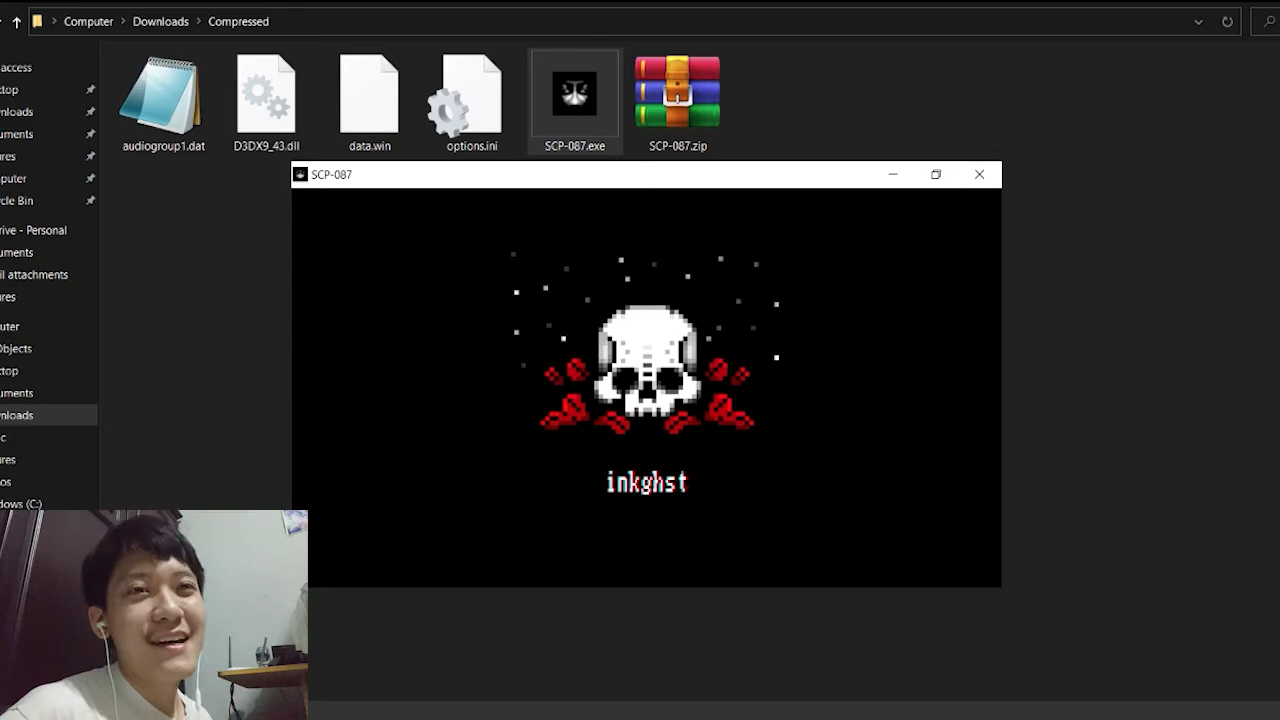 Computer > Downloads > Compressed
access
top
nloads
uments
res
puter
cle Bin
rive - Personal
uments
il attachments
res
uter
Objects
ktop
uments
nloads
c
res
os
dows (C:)
audiogroup1.dat
D3DX9_43.dll
data.win
options.ini
SCP-087.exe
SCP-087.zip
SCP-087
inkghst